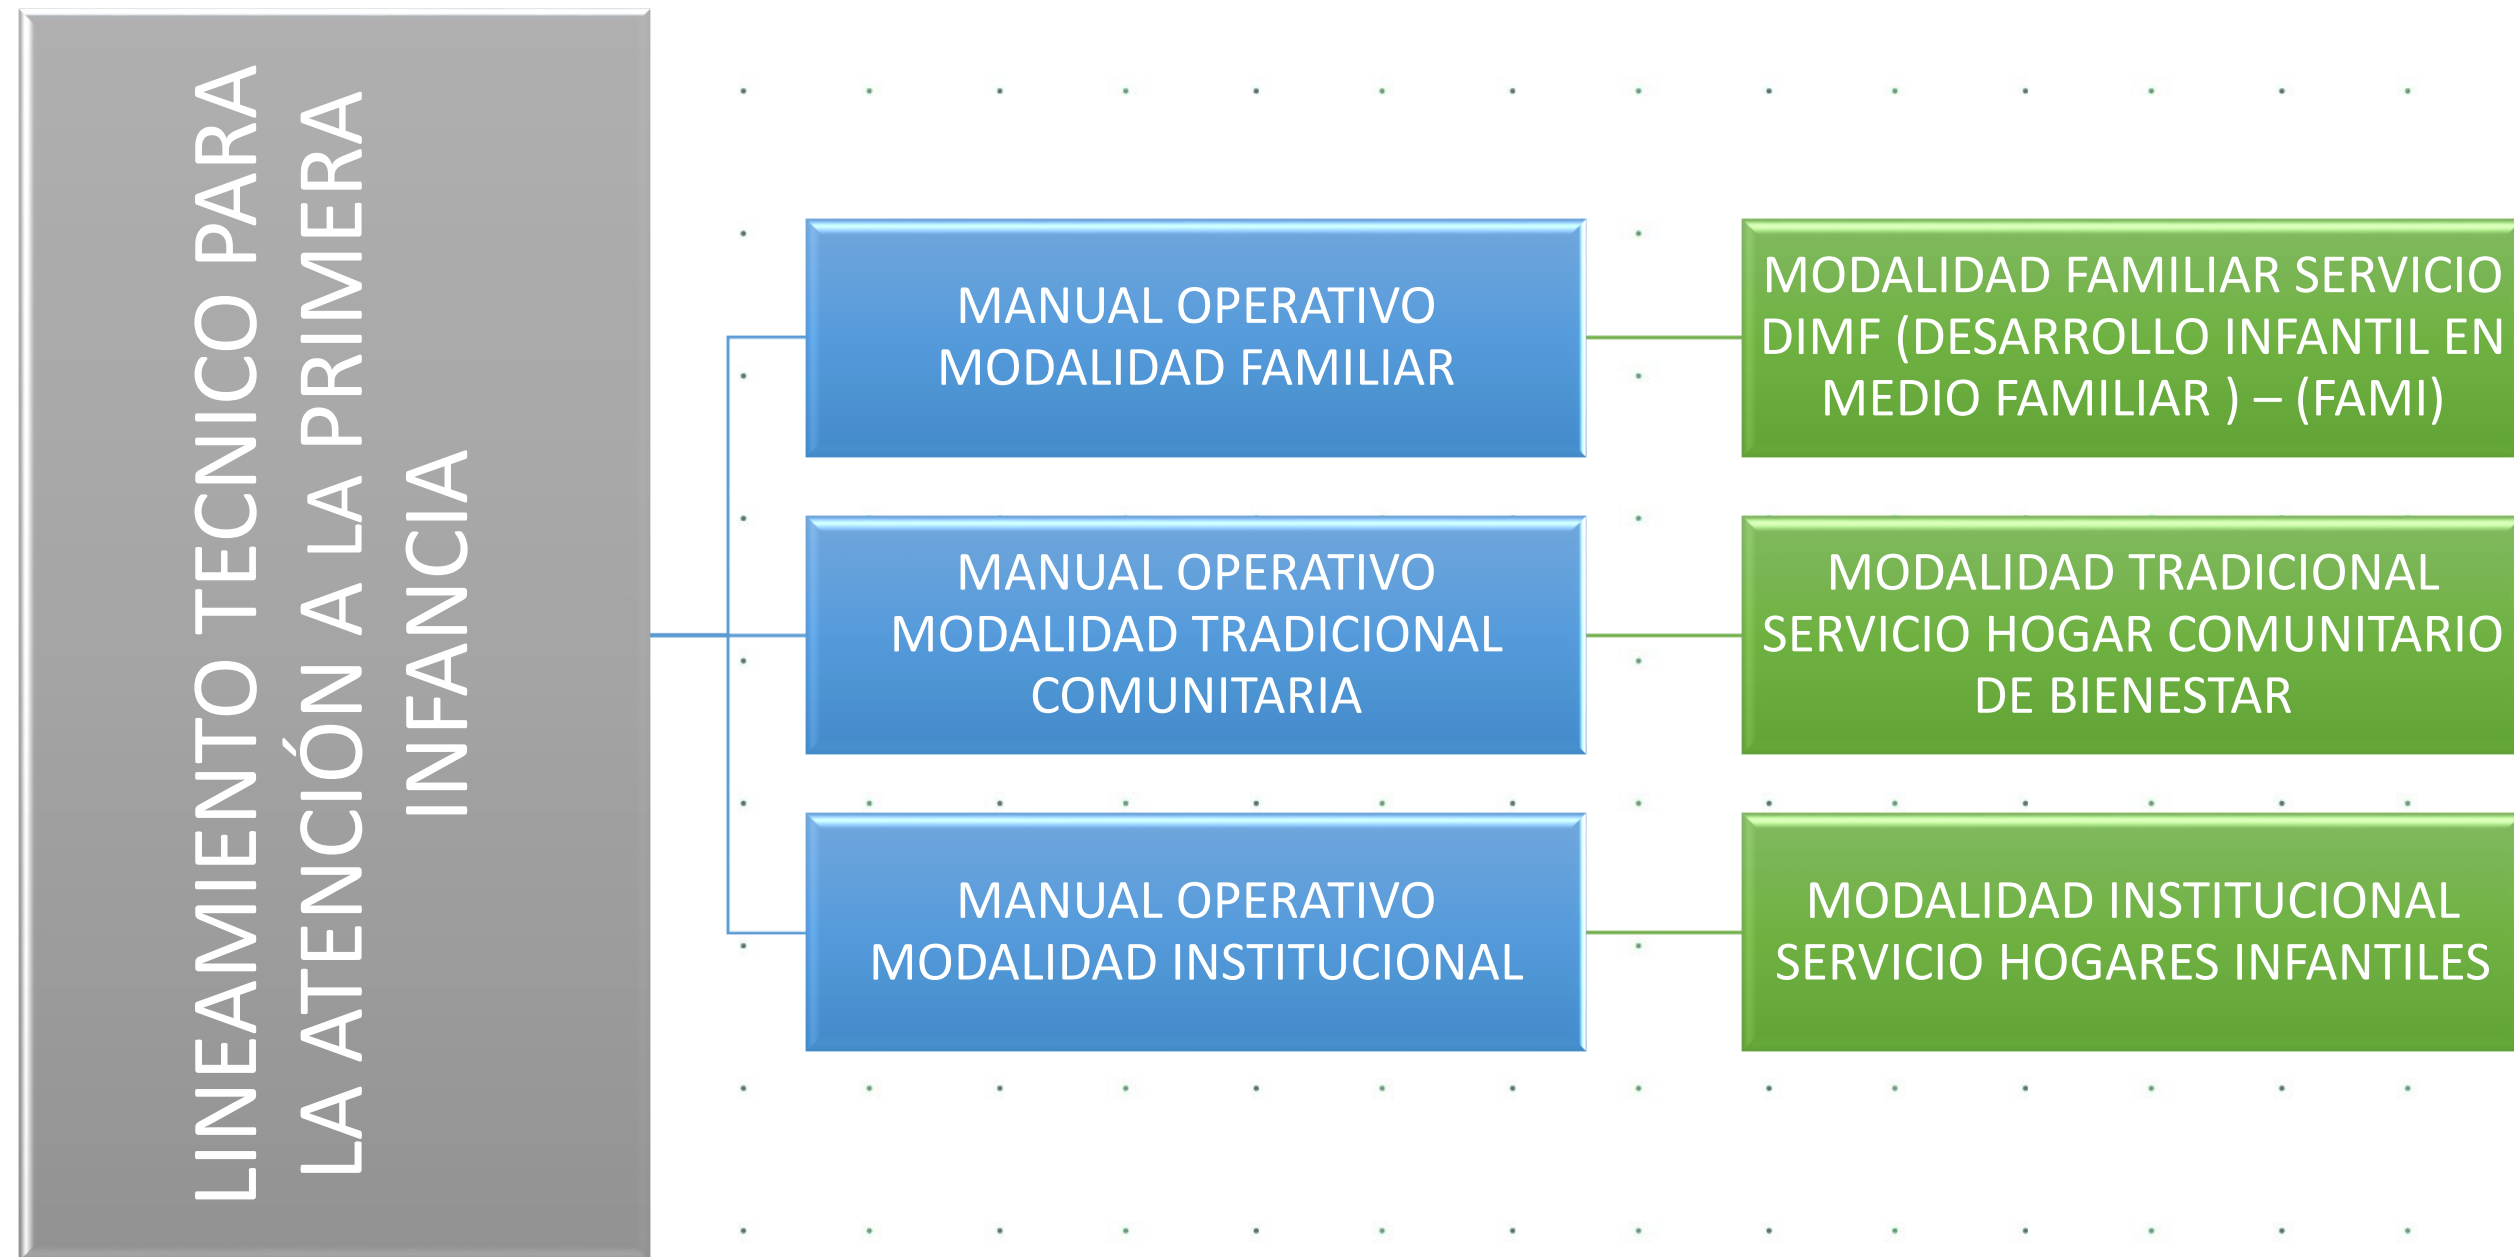 LINEAMIENTO TECNICO PARA
LA ATENCIÓN A LA PRIMERA
INFANCIA
MANUAL OPERATIVO
MODALIDAD FAMILIAR
MODALIDAD FAMILIAR SERVICIO
DIMF (DESARROLLO INFANTIL EN
MEDIO FAMILIAR ) – (FAMI)
MANUAL OPERATIVO
MODALIDAD TRADICIONAL
COMUNITARIA
MODALIDAD TRADICIONAL
SERVICIO HOGAR COMUNITARIO
DE BIENESTAR
MANUAL OPERATIVO
MODALIDAD INSTITUCIONAL
MODALIDAD INSTITUCIONAL
SERVICIO HOGARES INFANTILES